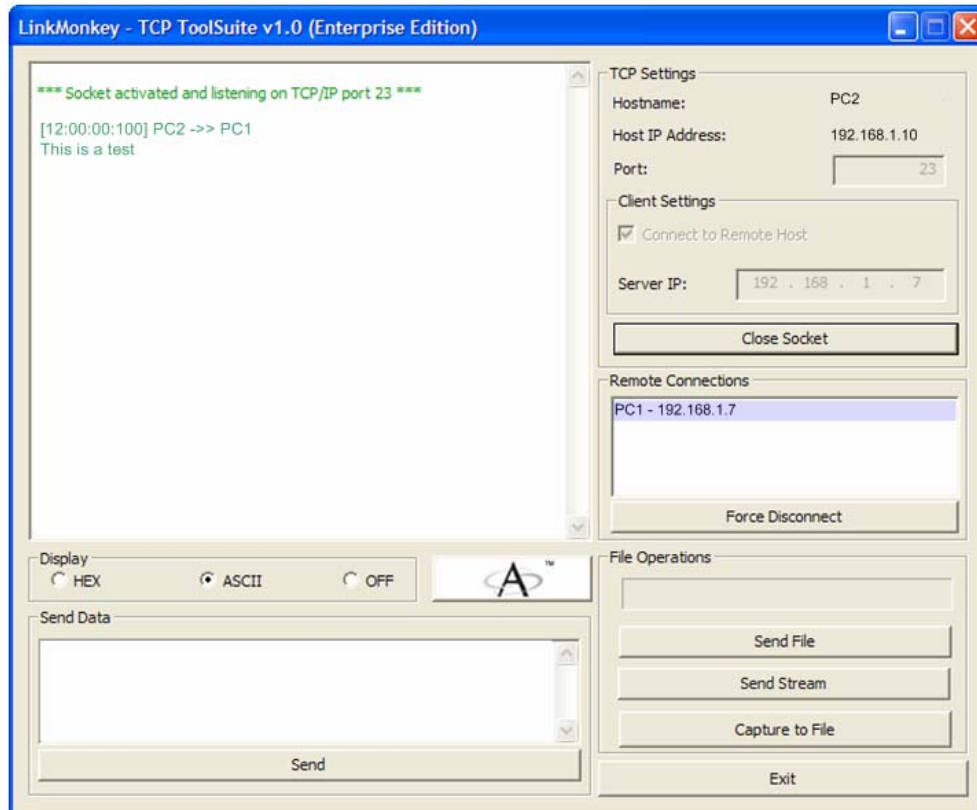 LinkMonkey - TCP ToolSuite v1.0 (Enterprise Edition)
*** Socket activated and listening on TCP/IP port 23 ***
[12:00:00:100] PC2 ->> PC1
This is a test
TCP Settings
Hostname: PC2
Host IP Address: 192.168.1.10
Port: 23
Client Settings
Connect to Remote Host
Server IP: 192 . 168 . 1 . 7
Close Socket
Remote Connections
PC1 - 192.168.1.7
Force Disconnect
Display
HEX ASCII OFF
A™
Send Data
Send
File Operations
Send File
Send Stream
Capture to File
Exit